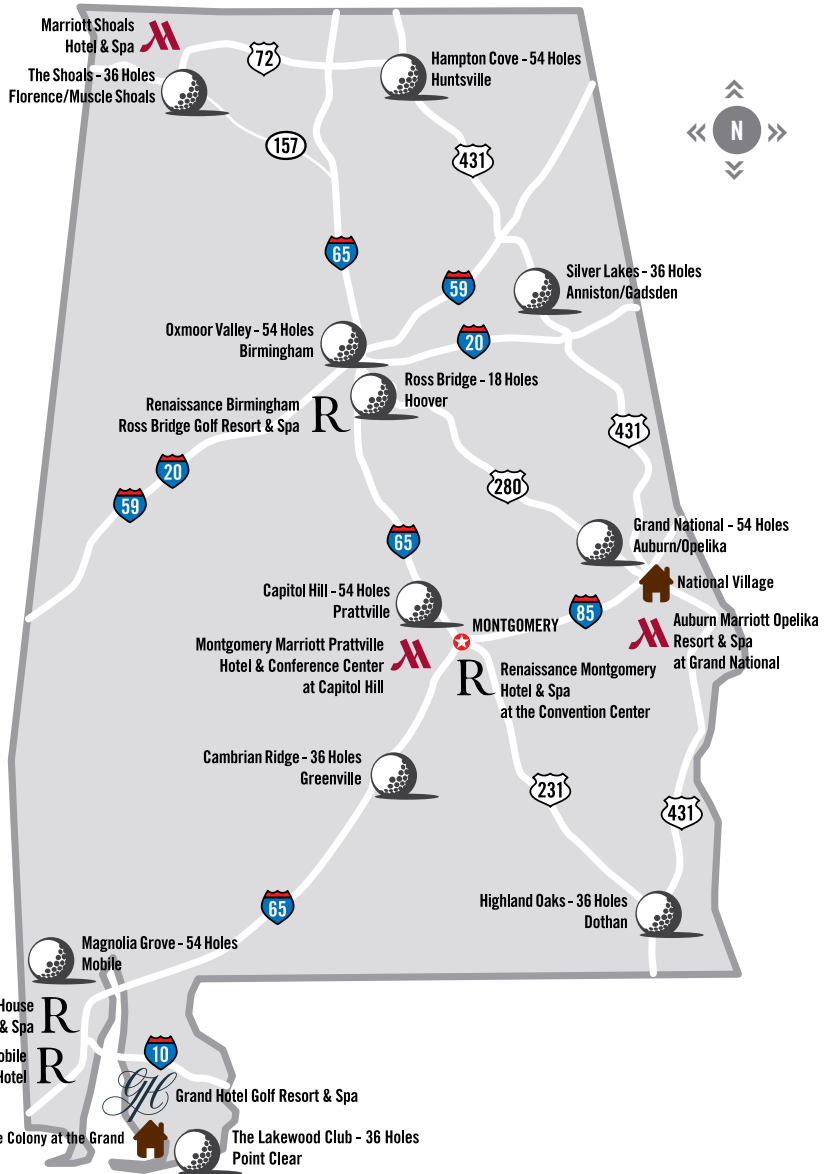 Marriott Shoals
Hotel & Spa
72
The Shoals - 36 Holes
Florence/Muscle Shoals
Hampton Cove - 54 Holes
Huntsville
N
157
431
65
59
Silver Lakes - 36 Holes
Anniston/Gadsden
Oxmoor Valley - 54 Holes
Birmingham
20
Ross Bridge - 18 Holes
Hoover
Renaissance Birmingham
Ross Bridge Golf Resort & Spa
R
431
20
59
280
65
Grand National - 54 Holes
Auburn/Opelika
National Village
Capitol Hill - 54 Holes
Prattville
85
MONTGOMERY
Auburn Marriott Opelika
Resort & Spa
at Grand National
Montgomery Marriott Prattville
Hotel & Conference Center
at Capitol Hill
R
Renaissance Montgomery
Hotel & Spa
at the Convention Center
Cambrian Ridge - 36 Holes
Greenville
231
431
65
Highland Oaks - 36 Holes
Dothan
Magnolia Grove - 54 Holes
Mobile
House
& Spa
R
Hotel
R
10
GH
Grand Hotel Golf Resort & Spa
Colony at the Grand
The Lakewood Club - 36 Holes
Point Clear